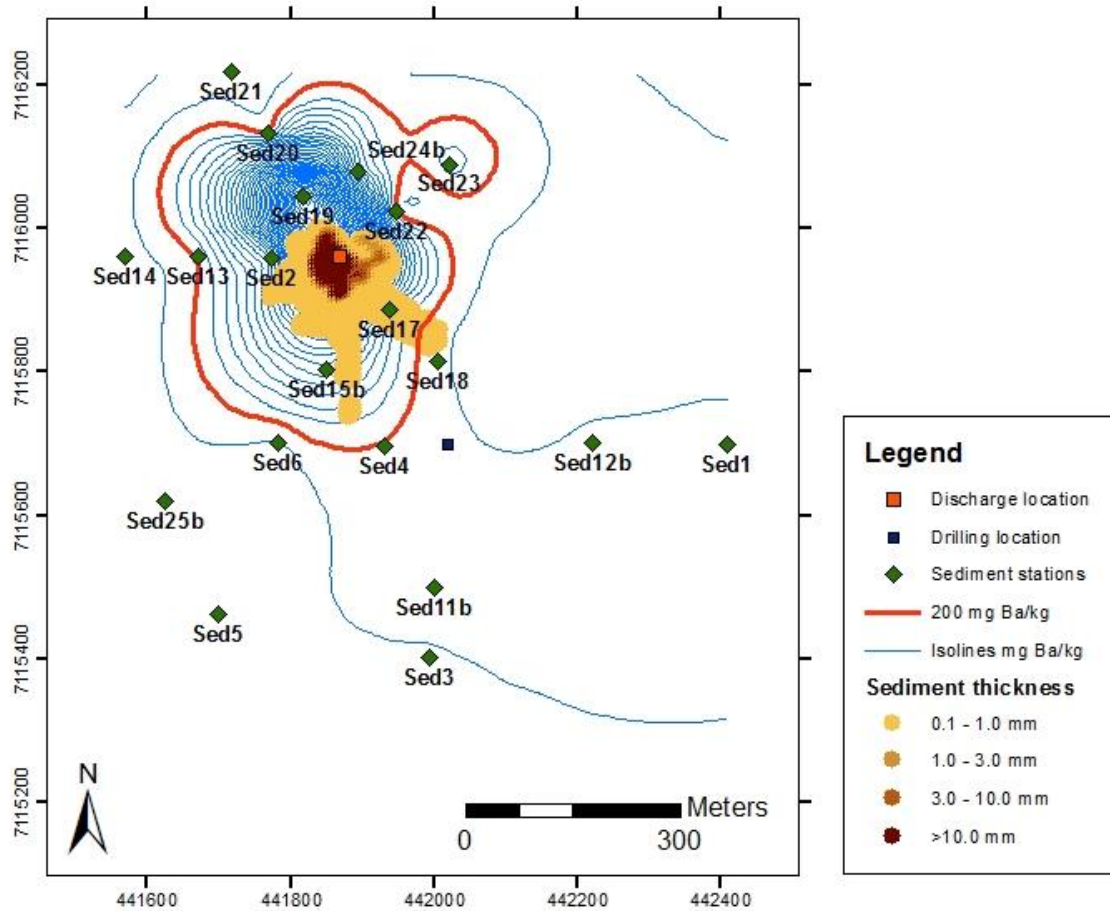 7116200
7116000
7115800
7115600
7115400
7115200
Sed21
Sed20
Sed24b
Sed23
Sed19
Sed22
Sed14
Sed13
Sed2
Sed17
Sed15b
Sed18
Sed6
Sed4
Sed12b
Sed1
Sed25b
Sed11b
Sed5
Sed3
N
Meters
0
300
441600
441800
442000
442200
442400
Legend
Discharge location
Drilling location
Sediment stations
200 mg Ba/kg
Isolines mg Ba/kg
Sediment thickness
0.1 - 1.0 mm
1.0 - 3.0 mm
3.0 - 10.0 mm
>10.0 mm